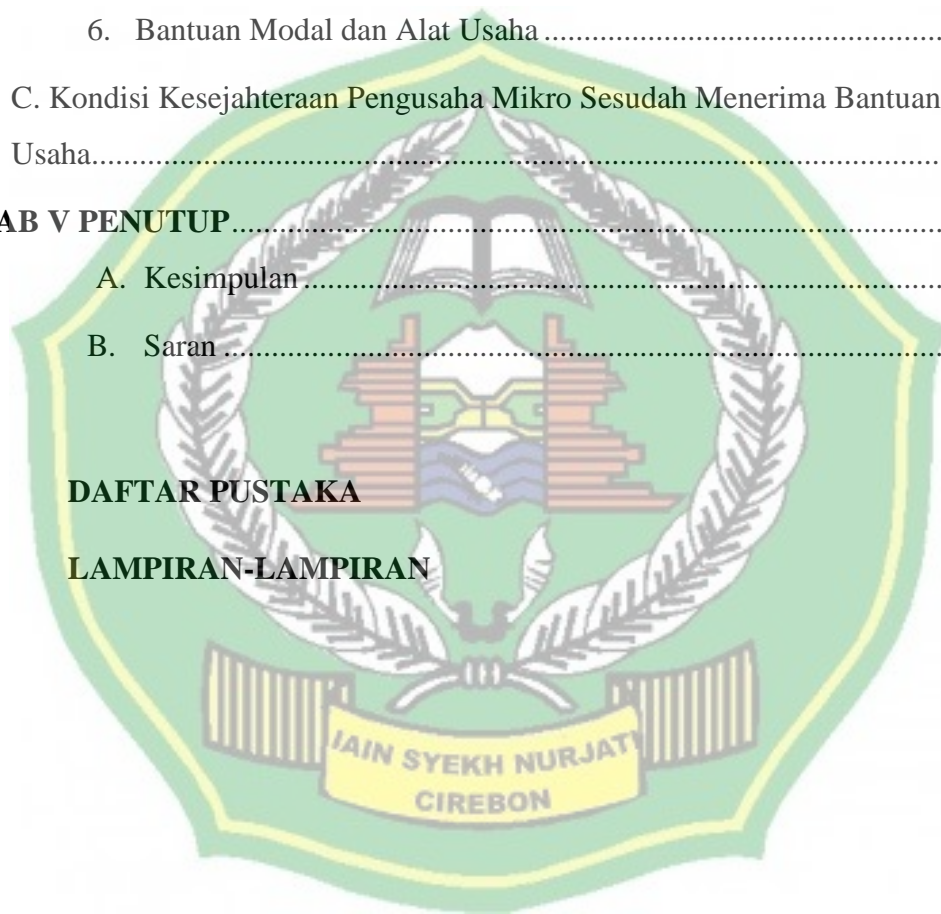 6. Bantuan Modal dan Alat Usaha..................................................
C. Kondisi Kesejahteraan Pengusaha Mikro Sesudah Menerima Bantuan
Usaha..........................................................................................................
AB V PENUTUP.........................................................................................
A. Kesimpulan................................................................................
B. Saran..........................................................................................
DAFTAR PUSTAKA
LAMPIRAN-LAMPIRAN
IAIN SYEKH NURJATI
CIREBON